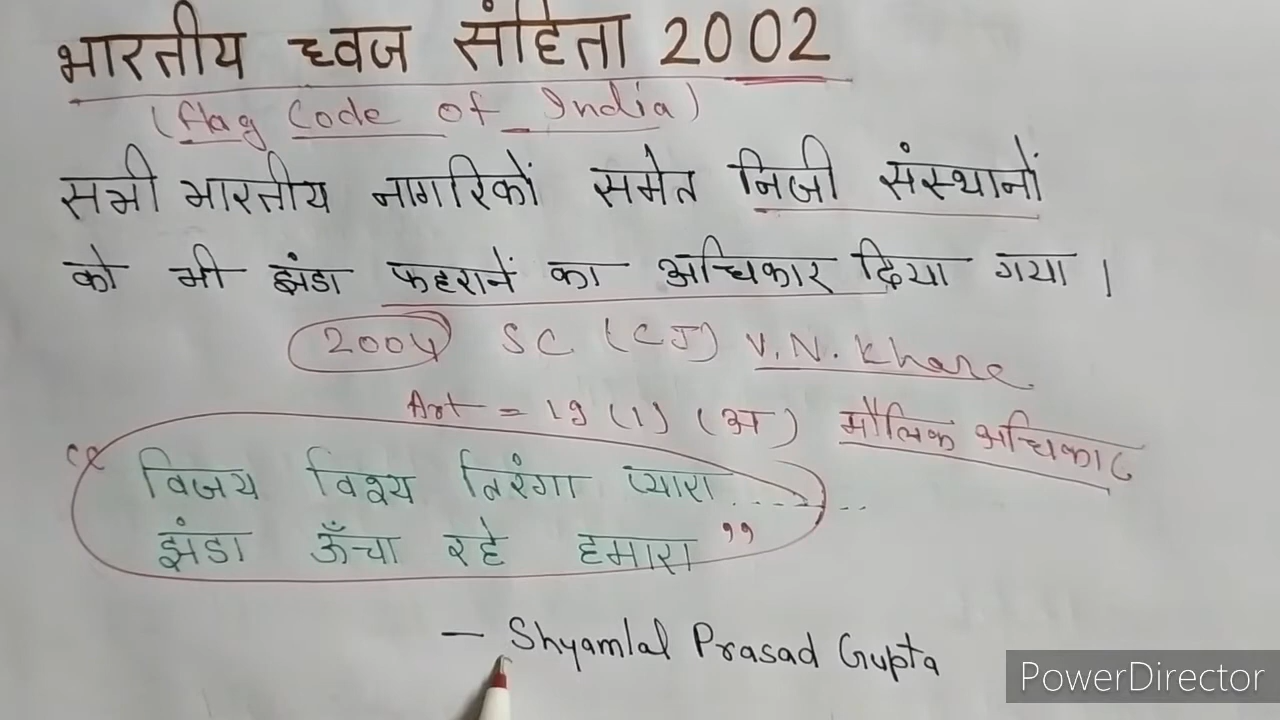 भारतीय ध्वज संहिता 2002
(Flag Code of India)
सभी भारतीय नागरिकों समेत निजी संस्थानों
को भी झंडा फहरानें का अधिकार दिया गया ।
2004 SC (CJ) V.N. Khare
Art = 19 (1) (अ) मौलिक अधिकार
“विजय विश्व तिरंगा प्यारा ........
झंडा ऊँचा रहे हमारा”
— Shyamlal Prasad Gupta
PowerDirector